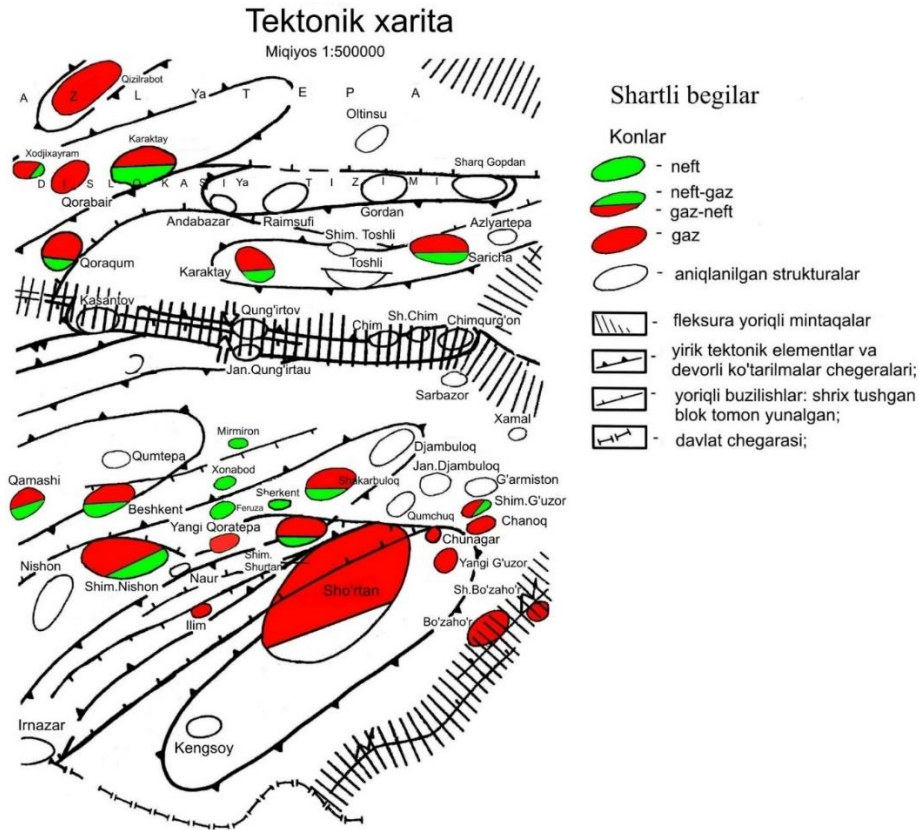 Tektonik xarita
Miqiyos 1:500000
Qizilrabot
A Z L Ya T E P A
Oltinsu
Xodjixayram
Karaktay
Sharq Gopdan
D I S L O K A S I Ya T I Z I M I
Qorabair
Andabazar
Raimsufi
Gordan
Azlyartepa
Shim. Toshli
Qoraqum
Karaktay
Toshli
Saricha
Kasantov
Qung'irtov
Chim
Sh.Chim
Chimqurg'on
Jan.Qung'irtau
Sarbazor
Xamal
Mirmiron
Qumtepa
Djambuloq
Xonabod
Jan.Djambuloq
Qamashi
Shakarbuloq
G'armiston
Sherkent
Shim.G'uzor
Beshkent
Feruza
Qumchuq
Chanoq
Yangi Qoratepa
Chunagar
Nishon
Shim.
Shurtan
Yangi G'uzor
Naur
Shim.Nishon
Sho'rtan
Sh.Bo'zaho'r
Ilim
Bo'zaho'r
Irnazar
Kengsoy
Shartli begilar
Konlar
- neft
- neft-gaz
- gaz-neft
- gaz
- aniqlanilgan strukturalar
- fleksura yoriqli mintaqalar
- yirik tektonik elementlar va
devorli ko'tarilmalar chegeralari;
- yoriqli buzilishlar: shrix tushgan
blok tomon yunalgan;
- davlat chegarasi;